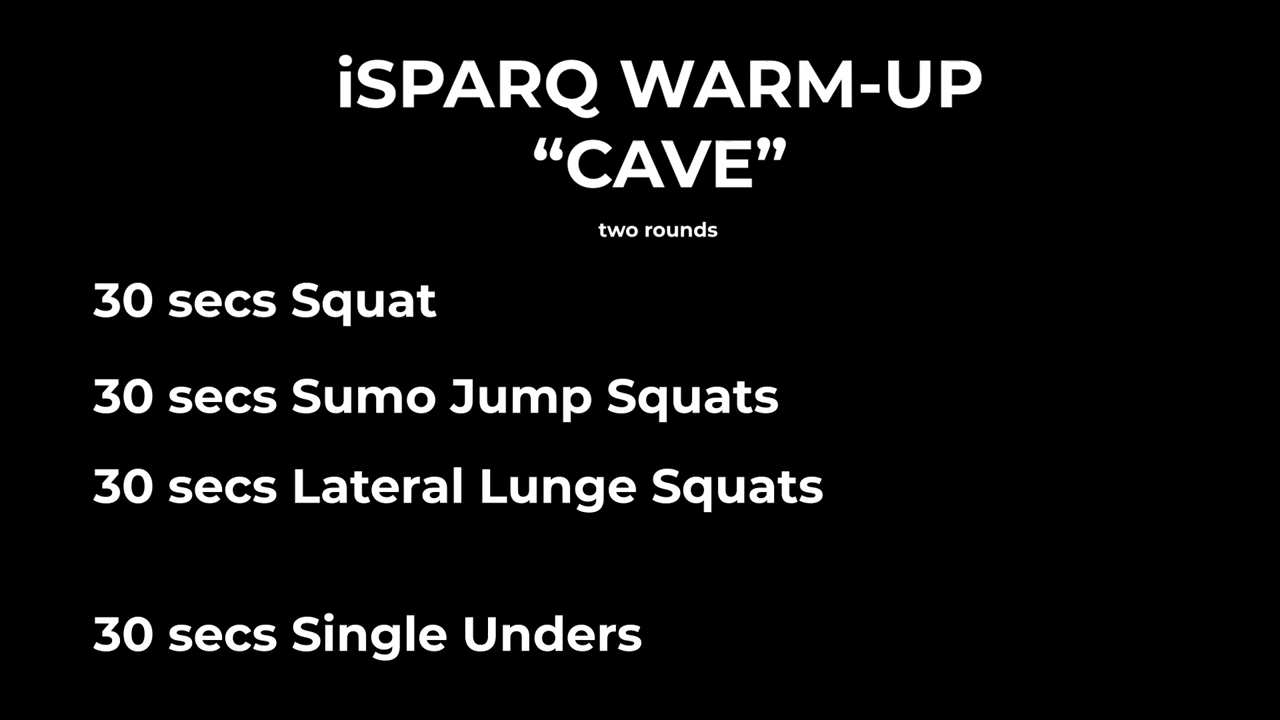 iSPARQ WARM-UP
“CAVE”
two rounds
30 secs Squat
30 secs Sumo Jump Squats
30 secs Lateral Lunge Squats
30 secs Single Unders